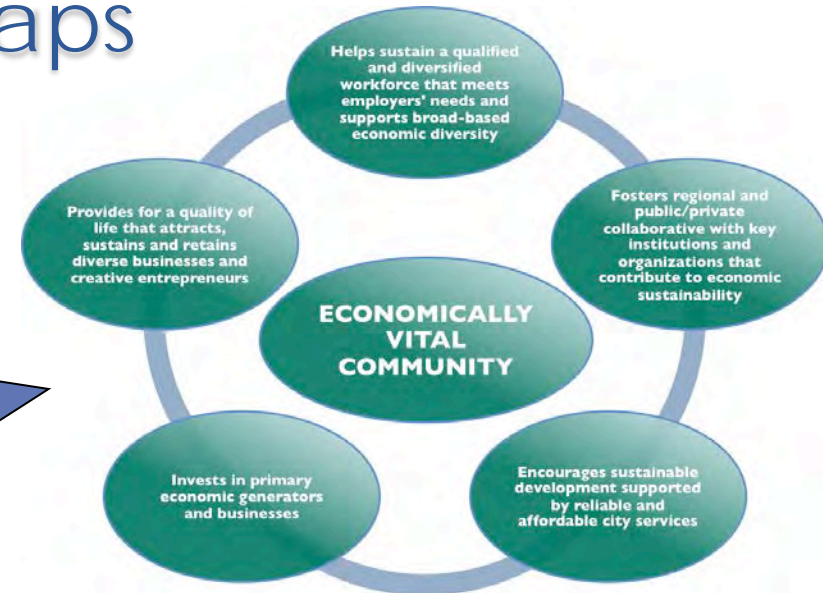 aps
Helps sustain a qualified
and diversified
workforce that meets
employers' needs and
supports broad-based
economic diversity
Provides for a quality of
life that attracts,
sustains and retains
diverse businesses and
creative entrepreneurs
Fosters regional and
public/private
collaborative with key
institutions and
organizations that
contribute to economic
sustainability
ECONOMICALLY
VITAL
COMMUNITY
Invests in primary
economic generators
and businesses
Encourages sustainable
development supported
by reliable and
affordable city services